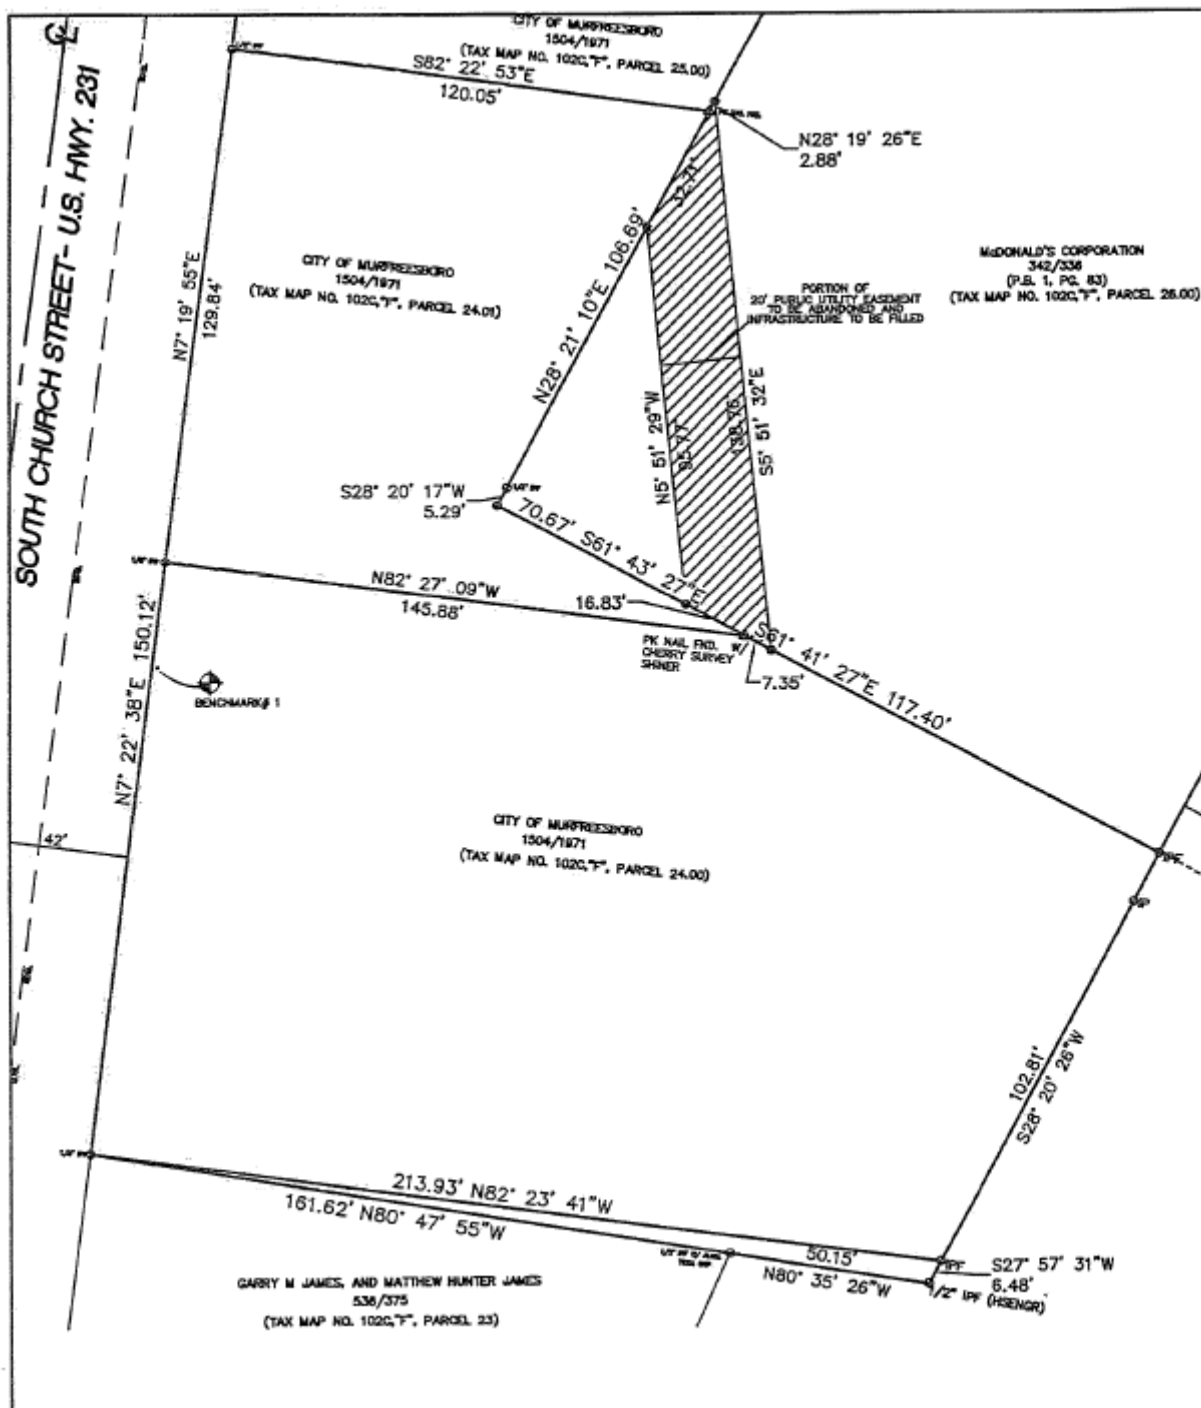 CL
SOUTH CHURCH STREET- U.S. HWY. 231
CITY OF MURFREESBORO
1504/1971
(TAX MAP NO. 102C,"F", PARCEL 25.00)
S82° 22' 53"E
120.05'
N28° 19' 26"E
2.88'
32.71'
N7° 19' 55"E
129.84'
CITY OF MURFREESBORO
1504/1971
(TAX MAP NO. 102C,"F", PARCEL 24.01)
N28° 21' 10"E 106.69'
McDONALD'S CORPORATION
342/338
(P.B. 1, PG. 83)
(TAX MAP NO. 102C,"F", PARCEL 26.00)
PORTION OF
20' PUBLIC UTILITY EASEMENT
TO BE ABANDONED AND
INFRASTRUCTURE TO BE FILLED
N5° 51' 29"W
95.77'
138.76'
S5° 51' 32"E
S28° 20' 17"W
5.29'
70.67' S61° 43' 27"E
N82° 27' 09"W
145.88'
16.83'
PK NAIL FND. W/
CHERRY SURVEY
SHINER
7.35'
S61° 41' 27"E 117.40'
N7° 22' 38"E 150.12'
BENCHMARK# 1
42'
CITY OF MURFREESBORO
1504/1971
(TAX MAP NO. 102C,"F", PARCEL 24.00)
IPF
102.81'
S28° 20' 26"W
213.93' N82° 23' 41"W
161.62' N80° 47' 55"W
50.15'
N80° 35' 26"W
IPF
S27° 57' 31"W
6.48'
1/2" IPF (HSENGR)
GARRY M JAMES, AND MATTHEW HUNTER JAMES
538/375
(TAX MAP NO. 102C,"F", PARCEL 23)